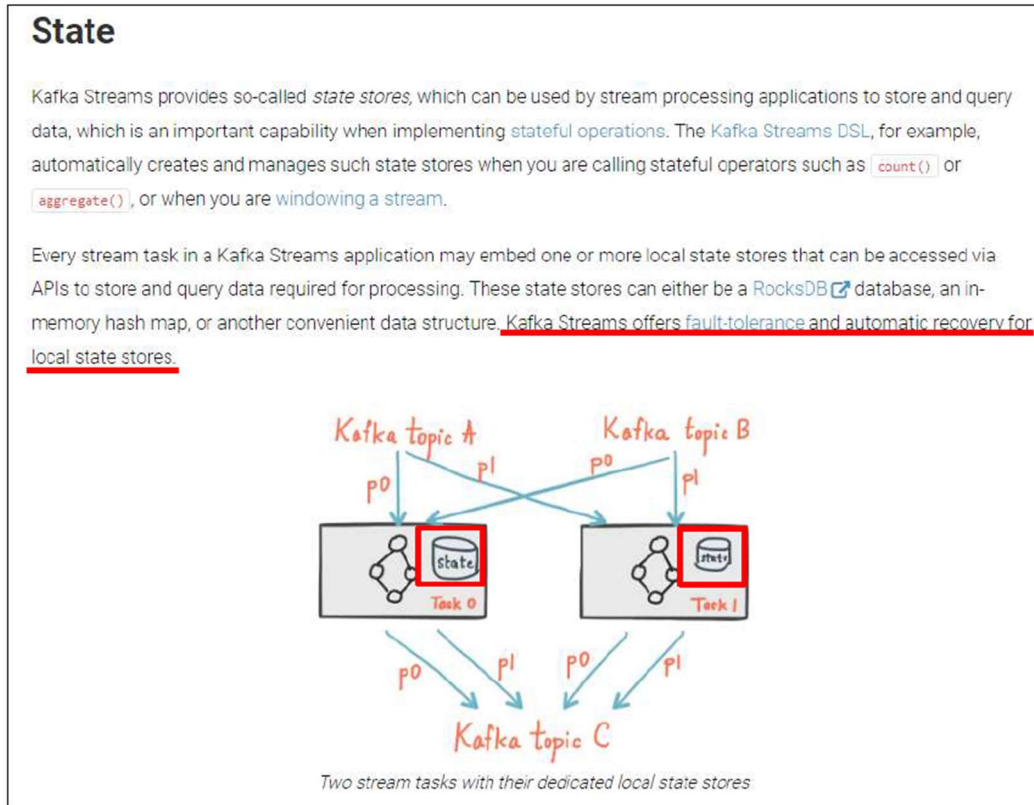 State
Kafka Streams provides so-called state stores, which can be used by stream processing applications to store and query
data, which is an important capability when implementing stateful operations. The Kafka Streams DSL, for example,
automatically creates and manages such state stores when you are calling stateful operators such as count() or
aggregate(), or when you are windowing a stream.
Every stream task in a Kafka Streams application may embed one or more local state stores that can be accessed via
APIs to store and query data required for processing. These state stores can either be a RocksDB database, an in-
memory hash map, or another convenient data structure. Kafka Streams offers fault-tolerance and automatic recovery for
local state stores.
Kafka topic A Kafka topic B
p0 p1 p0 p1
state state
Task 0 Task 1
p0 p1 p0 p1
Kafka topic C
Two stream tasks with their dedicated local state stores